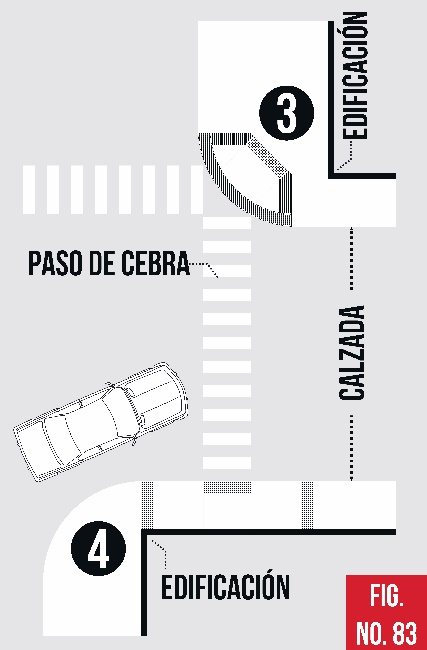 EDIFICACIÓN
3
PASO DE CEBRA
CALZADA
4
EDIFICACIÓN
FIG.
NO. 83